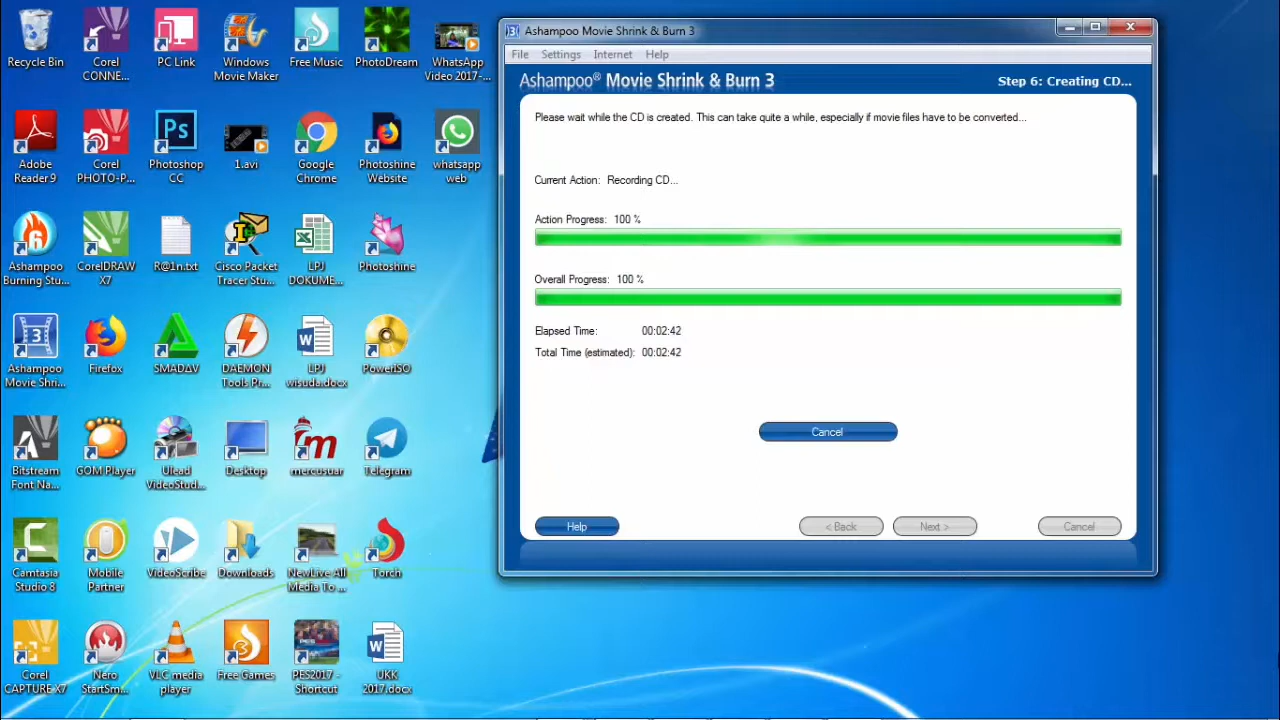 Recycle Bin
Corel
CONNE...
PC Link
Windows
Movie Maker
Free Music
PhotoDream
WhatsApp
Video 2017-...
Adobe
Reader 9
Corel
PHOTO-P...
Ps
Photoshop
CC
1.avi
Google
Chrome
Photoshine
Website
whatsapp
web
6
Ashampoo
Burning Stu...
CorelDRAW
X7
R@1n.txt
Cisco Packet
Tracer Stu...
LPJ
DOKUME...
Photoshine
3
Ashampoo
Movie Shri...
Firefox
SMADΔV
DAEMON
Tools Pr...
W
LPJ
wisuda.docx
PowerISO
Bitstream
Font Na...
GOM Player
Ulead
VideoStud...
Desktop
m
mercusuar
Telegram
Camtasia
Studio 8
Mobile
Partner
VideoScribe
Downloads
NewLive All
Media To ...
Torch
Corel
CAPTURE X7
Nero
StartSm...
VLC media
player
Free Games
PES2017 -
Shortcut
W
UKK
2017.docx
3 Ashampoo Movie Shrink & Burn 3
File Settings Internet Help
Ashampoo® Movie Shrink & Burn 3
Step 6: Creating CD...
Please wait while the CD is created. This can take quite a while, especially if movie files have to be converted...
Current Action: Recording CD...
Action Progress: 100 %
Overall Progress: 100 %
Elapsed Time: 00:02:42
Total Time (estimated): 00:02:42
Cancel
Help
< Back
Next >
Cancel